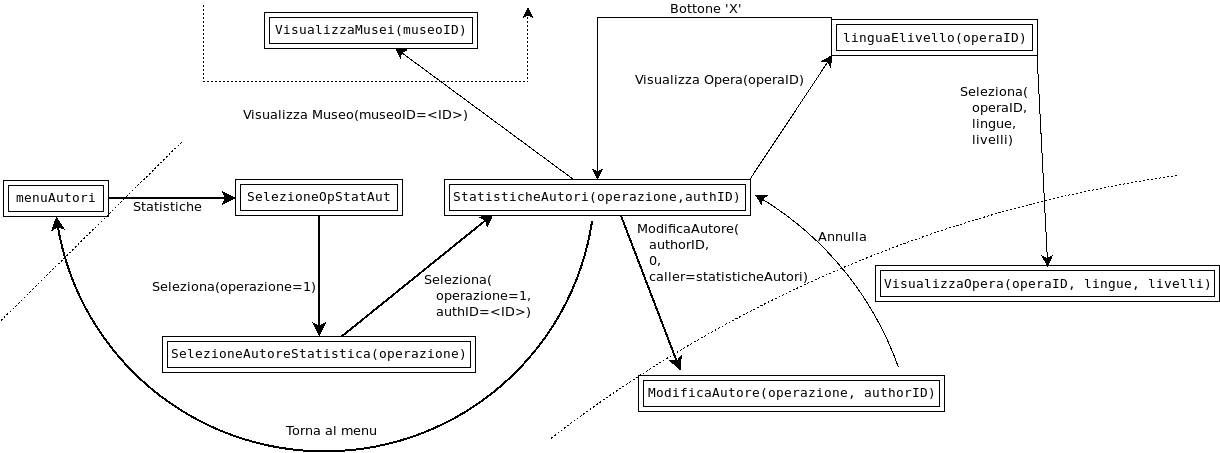 Bottone 'X'
VisualizzaMusei(museoID)
linguaElivello(operaID)
Visualizza Opera(operaID)
Seleziona(
operaID,
lingue,
livelli)
Visualizza Museo(museoID=<ID>)
menuAutori
Statistiche
SelezioneOpStatAut
StatisticheAutori(operazione,authID)
ModificaAutore(
authorID,
0,
caller=statisticheAutori)
Annulla
Seleziona(operazione=1)
Seleziona(
operazione=1,
authID=<ID>)
VisualizzaOpera(operaID, lingue, livelli)
SelezioneAutoreStatistica(operazione)
ModificaAutore(operazione, authorID)
Torna al menu